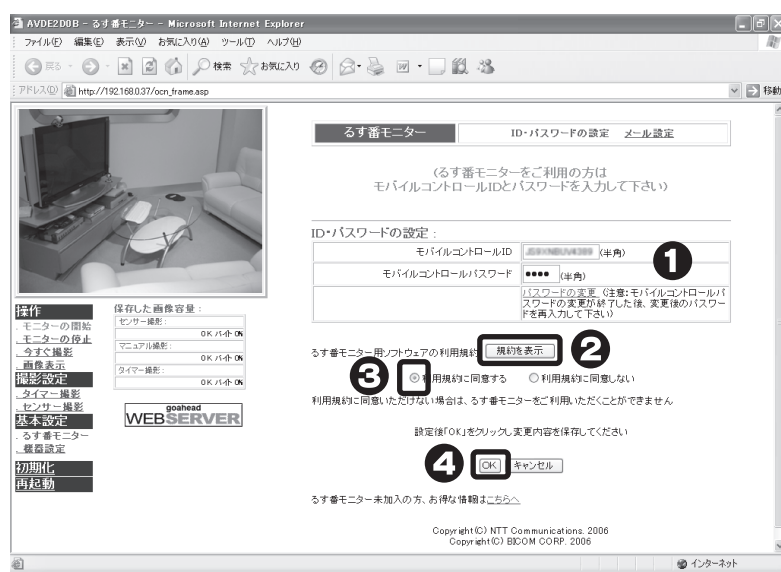 AVDE2D0B - るす番モニター - Microsoft Internet Explorer
ファイル(F) 編集(E) 表示(V) お気に入り(A) ツール(T) ヘルプ(H)
戻る 検索 お気に入り
アドレス(D) http://192.168.0.37/ocn_frame.asp 移動
るす番モニター ID・パスワードの設定 メール設定
(るす番モニターをご利用の方は
モバイルコントロールIDとパスワードを入力して下さい)
ID・パスワードの設定 :
モバイルコントロールID (半角) 1
モバイルコントロールパスワード ●●●● (半角)
パスワードの変更 (注意:モバイルコントロールパ
スワードの変更が終了した後、変更後のパスワー
ドを再入力して下さい)
るす番モニター用ソフトウェアの利用規約 規約を表示 2
3 利用規約に同意する 利用規約に同意しない
利用規約に同意いただけない場合は、るす番モニターをご利用いただくことができません
設定後「OK」をクリックし変更内容を保存してください
4 OK キャンセル
るす番モニター未加入の方、お得な情報はこちらへ
Copyright(C) NTT Communications. 2006
Copyright(C) BICOM CORP. 2006
操作
. モニターの開始
. モニターの停止
. 今すぐ撮影
. 画像表示
撮影設定
. タイマー撮影
. センサー撮影
基本設定
. るす番モニター
. 機器設定
初期化
再起動
保存した画像容量 :
センサー撮影 :
0K バイト 0%
マニュアル撮影 :
0K バイト 0%
タイマー撮影 :
0K バイト 0%
goahead
WEBSERVER
インターネット